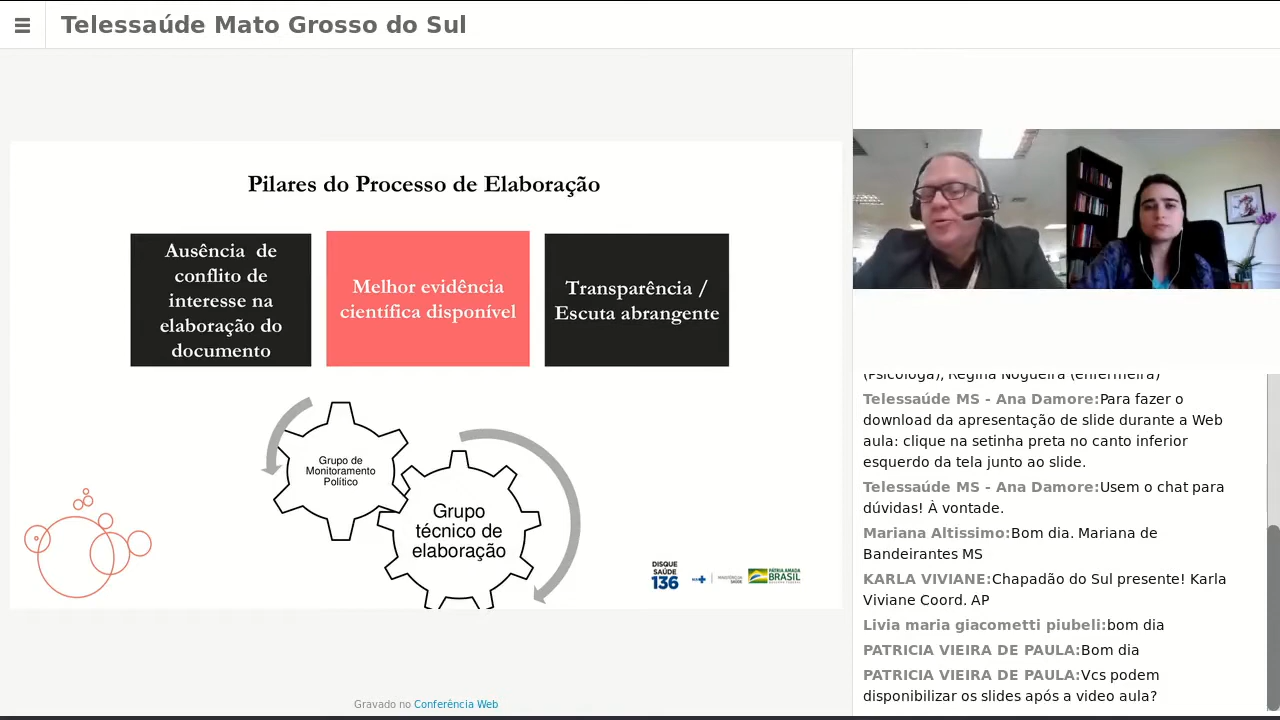 Telessaúde Mato Grosso do Sul
Pilares do Processo de Elaboração
Ausência de
conflito de
interesse na
elaboração do
documento
Melhor evidência
científica disponível
Transparência /
Escuta abrangente
Grupo de
Monitoramento
Político
Grupo
técnico de
elaboração
DISQUE
SAÚDE
136
PÁTRIA AMADA
BRASIL
Gravado no Conferência Web
(Psicóloga), Regina Nogueira (enfermeira)
Telessaúde MS - Ana Damore:Para fazer o
download da apresentação de slide durante a Web
aula: clique na setinha preta no canto inferior
esquerdo da tela junto ao slide.
Telessaúde MS - Ana Damore:Usem o chat para
dúvidas! À vontade.
Mariana Altissimo:Bom dia. Mariana de
Bandeirantes MS
KARLA VIVIANE:Chapadão do Sul presente! Karla
Viviane Coord. AP
Livia maria giacometti piubeli:bom dia
PATRICIA VIEIRA DE PAULA:Bom dia
PATRICIA VIEIRA DE PAULA:Vcs podem
disponibilizar os slides após a video aula?